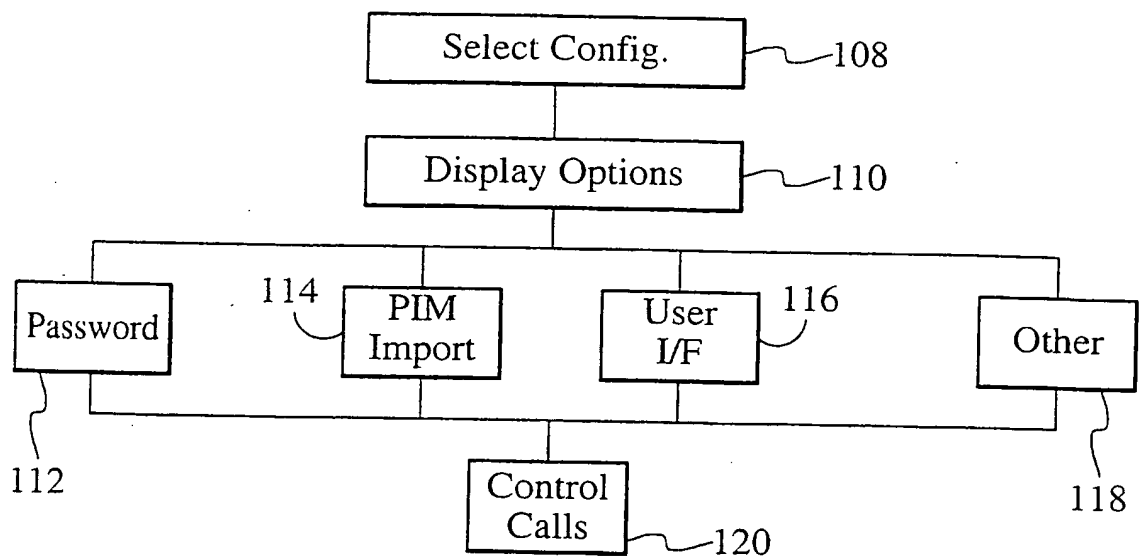 Select Config.
108
Display Options
110
Password
112
114
PIM
Import
User
I/F
116
Other
118
Control
Calls
120